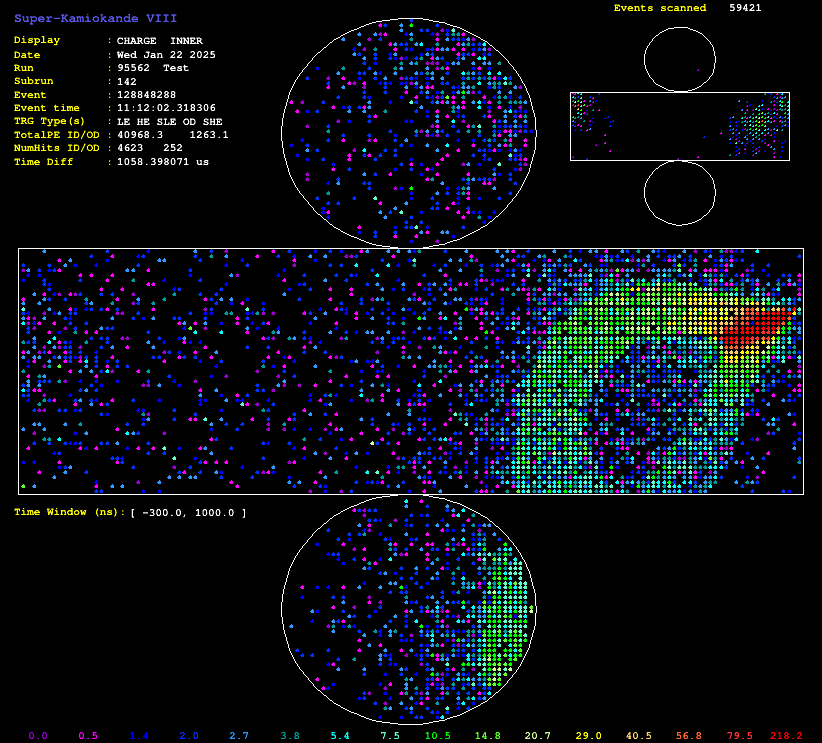 Super-Kamiokande VIII
Events scanned 59421
Display : CHARGE INNER
Date : Wed Jan 22 2025
Run : 95562 Test
Subrun : 142
Event : 128848288
Event time : 11:12:02.318306
TRG Type(s) : LE HE SLE OD SHE
TotalPE ID/OD : 40968.3 1263.1
NumHits ID/OD : 4623 252
Time Diff : 1058.398071 us
Time Window (ns): [ -300.0, 1000.0 ]
0.0 0.5 1.4 2.0 2.7 3.8 5.4 7.5 10.5 14.8 20.7 29.0 40.5 56.8 79.5 218.2